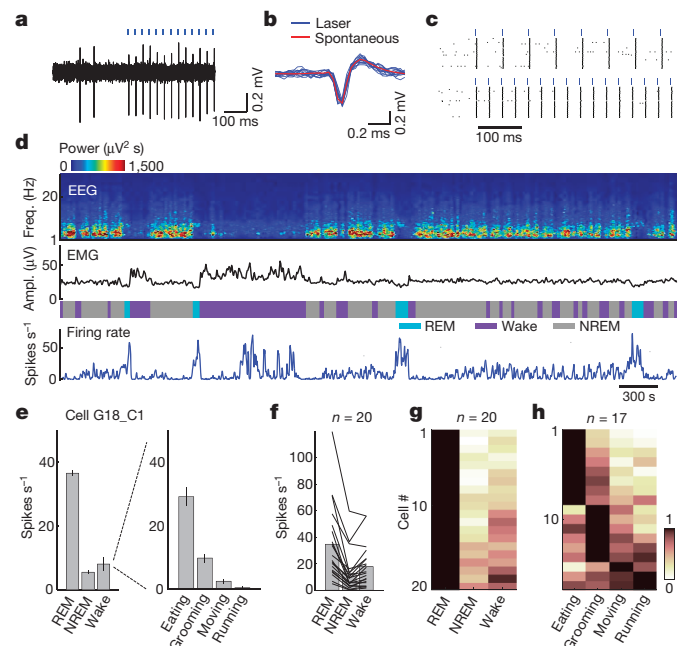 a
0.2 mV
100 ms
b
Laser
Spontaneous
0.2 mV
0.2 ms
c
100 ms
d
Power (μV² s)
0 1,500
EEG
Freq. (Hz)
20
1
EMG
Ampl. (μV)
50
0
REM Wake NREM
Firing rate
Spikes s⁻¹
50
0
300 s
e Cell G18_C1
Spikes s⁻¹
40
20
0
REM
NREM
Wake
40
20
0
Eating
Grooming
Moving
Running
f n = 20
Spikes s⁻¹
100
80
60
40
20
0
REM
NREM
Wake
g n = 20
Cell #
1
10
20
REM
NREM
Wake
h n = 17
1
10
Eating
Grooming
Moving
Running
1
0